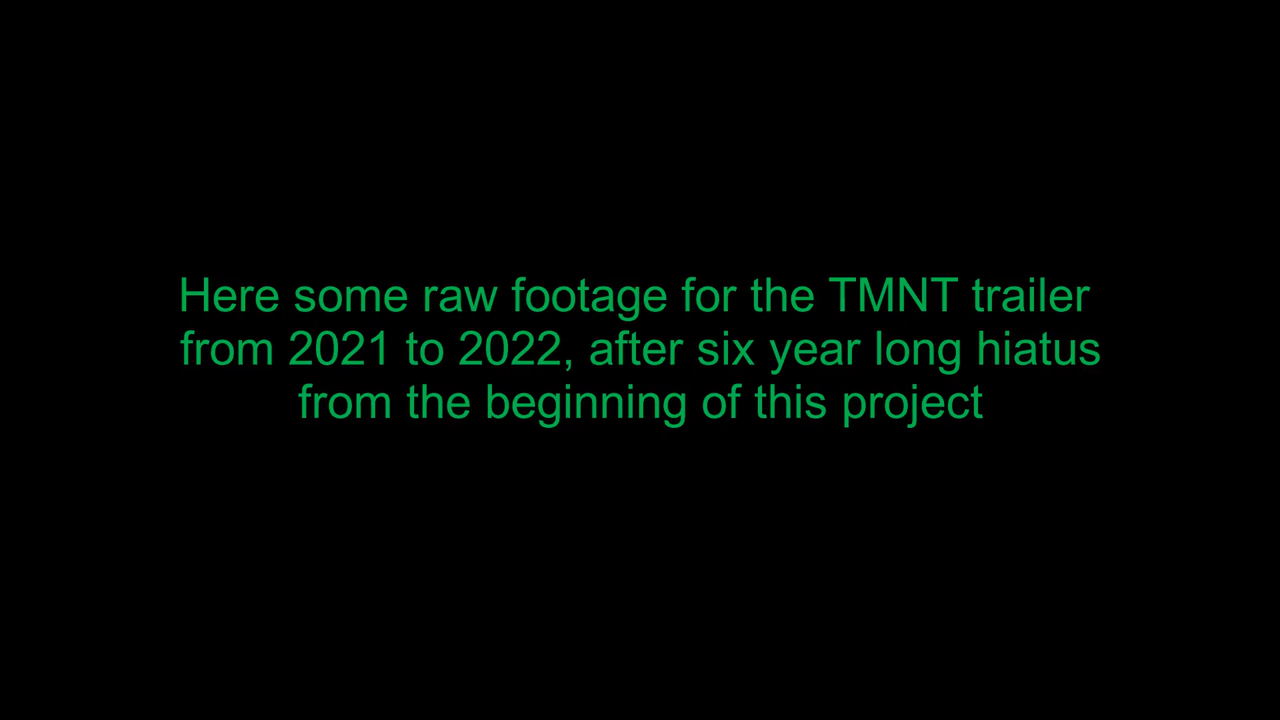 Here some raw footage for the TMNT trailer
from 2021 to 2022, after six year long hiatus
from the beginning of this project